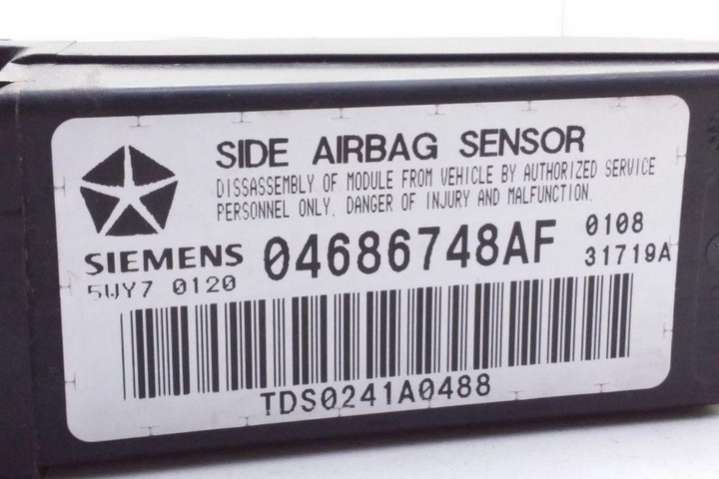 SIDE AIRBAG SENSOR
DISSASSEMBLY OF MODULE FROM VEHICLE BY AUTHORIZED SERVICE
PERSONNEL ONLY. DANGER OF INJURY AND MALFUNCTION.
SIEMENS 04686748AF 0108
5WY7 0120 31719A
TDS0241A0488